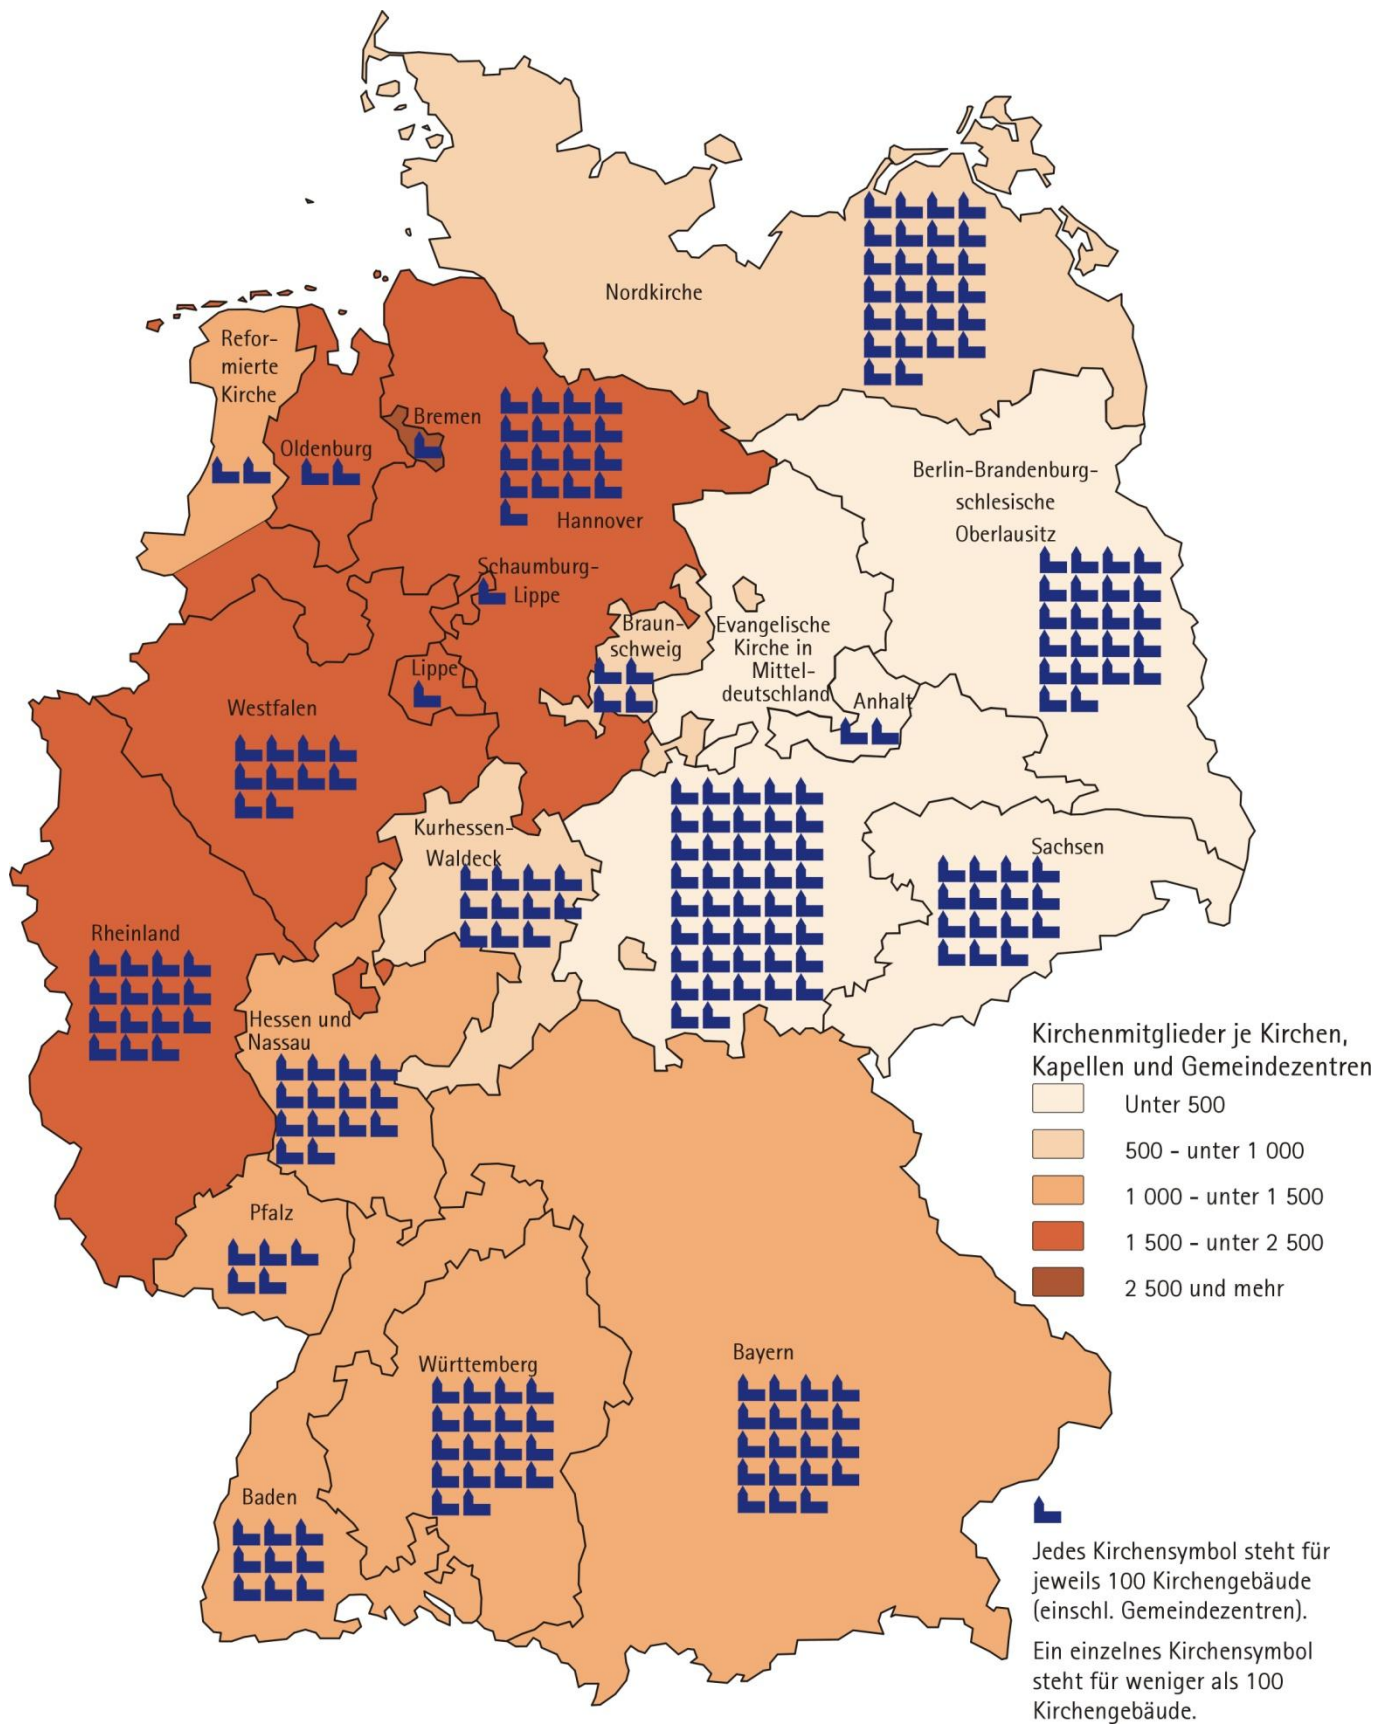 Nordkirche
Refor-
mierte
Kirche
Bremen
Oldenburg
Hannover
Berlin-Brandenburg-
schlesische
Oberlausitz
Schaumburg-
Lippe
Braun-
schweig
Evangelische
Kirche in
Mittel-
deutschland
Lippe
Anhalt
Westfalen
Kurhessen-
Waldeck
Sachsen
Rheinland
Hessen und
Nassau
Pfalz
Württemberg
Bayern
Baden
Kirchenmitglieder je Kirchen,
Kapellen und Gemeindezentren
Unter 500
500 - unter 1 000
1 000 - unter 1 500
1 500 - unter 2 500
2 500 und mehr
Jedes Kirchensymbol steht für
jeweils 100 Kirchengebäude
(einschl. Gemeindezentren).
Ein einzelnes Kirchensymbol
steht für weniger als 100
Kirchengebäude.